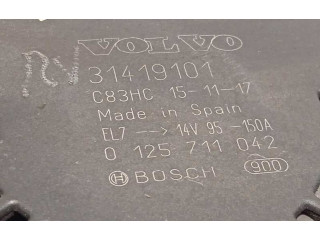 VOLVO
31419101
C83HC 15-11-17
Made in Spain
EL7 --> 14V 95 -150A
0 125 711 042
BOSCH 900